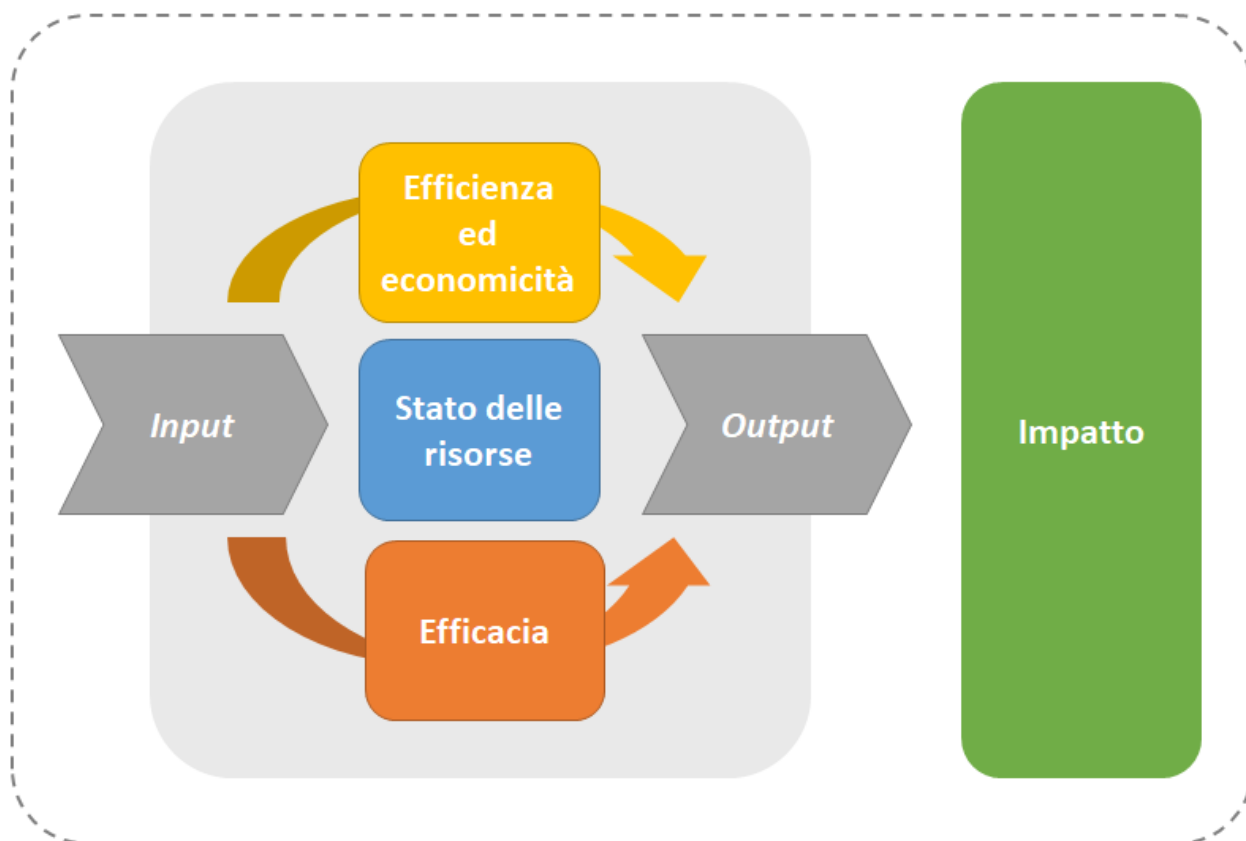 Efficienza
ed
economicità
Input
Stato delle
risorse
Output
Impatto
Efficacia